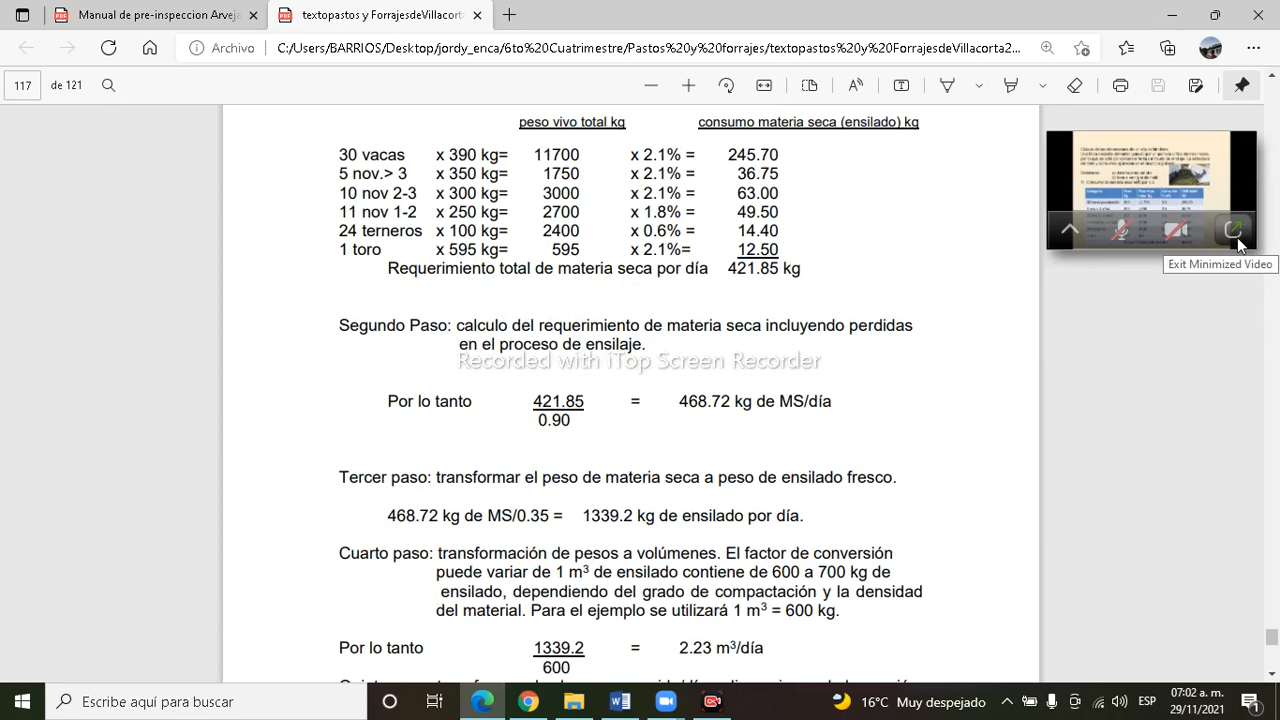 Manual de pre-inspeccion Arveja
textopastos y ForrajesdeVillacorta
Archivo
C:/Users/BARRIOS/Desktop/jordy_enca/6to%20Cuatrimestre/Pastos%20y%20forrajes/textopastos%20y%20ForrajesdeVillacorta2...
117 de 121
peso vivo total kg consumo materia seca (ensilado) kg
30 vacas x 390 kg= 11700 x 2.1% = 245.70
5 nov.> 3 x 350 kg= 1750 x 2.1% = 36.75
10 nov. 2-3 x 300 kg= 3000 x 2.1% = 63.00
11 nov 1-2 x 250 kg= 2700 x 1.8% = 49.50
24 terneros x 100 kg= 2400 x 0.6% = 14.40
1 toro x 595 kg= 595 x 2.1%= 12.50
Requerimiento total de materia seca por día 421.85 kg
Exit Minimized Video
Segundo Paso: calculo del requerimiento de materia seca incluyendo perdidas
en el proceso de ensilaje.
Recorded with iTop Screen Recorder
Por lo tanto 421.85 = 468.72 kg de MS/día
0.90
Tercer paso: transformar el peso de materia seca a peso de ensilado fresco.
468.72 kg de MS/0.35 = 1339.2 kg de ensilado por día.
Cuarto paso: transformación de pesos a volúmenes. El factor de conversión
puede variar de 1 m³ de ensilado contiene de 600 a 700 kg de
ensilado, dependiendo del grado de compactación y la densidad
del material. Para el ejemplo se utilizará 1 m³ = 600 kg.
Por lo tanto 1339.2 = 2.23 m³/día
600
Escribe aquí para buscar
16°C Muy despejado
ESP
07:02 a. m.
29/11/2021
1